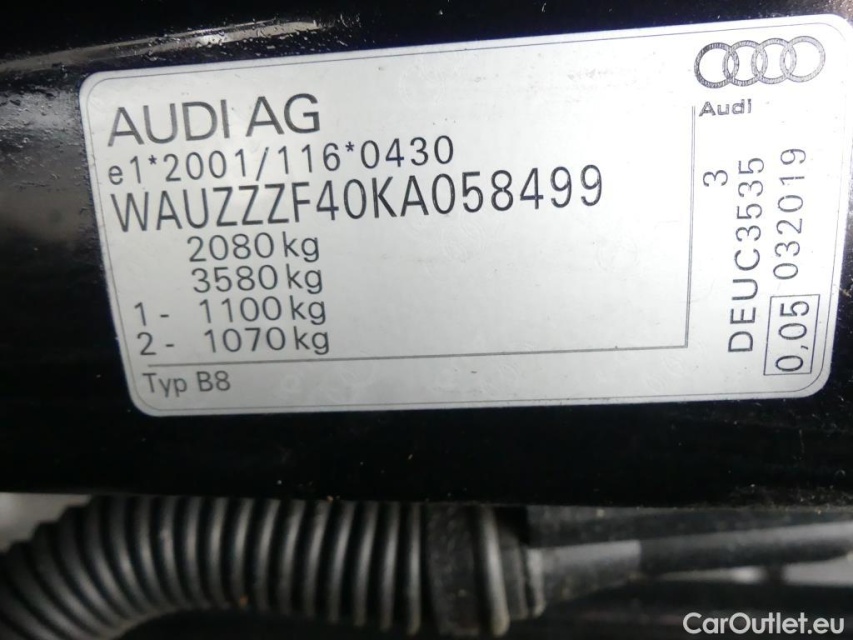 AUDI AG
e1*2001/116*0430
WAUZZZF40KA058499
2080 kg
3580 kg
1 - 1100 kg
2 - 1070 kg
Typ B8
Audi
3
DEUC3535
0,05 032019
CarOutlet.eu